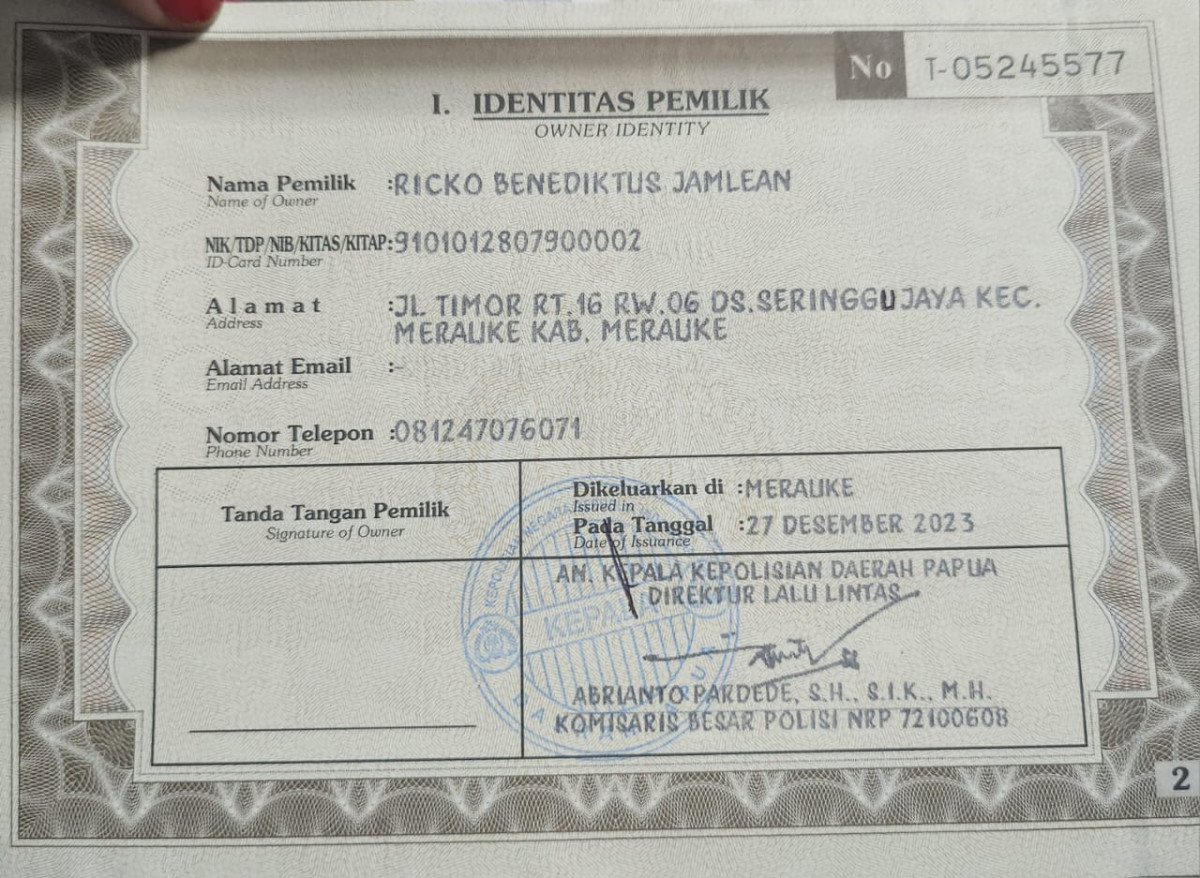 No T-05245577
I. IDENTITAS PEMILIK
OWNER IDENTITY
Nama Pemilik :RICKO BENEDIKTUS JAMLEAN
Name of Owner
NIK/TDP/NIB/KITAS/KITAP:9101012807900002
ID Card Number
Alamat :JL TIMOR RT.16 RW.06 DS.SERINGGUJAYA KEC.
Address
MERAUKE KAB. MERAUKE
Alamat Email :-
Email Address
Nomor Telepon :081247076071
Phone Number
Tanda Tangan Pemilik
Signature of Owner
Dikeluarkan di :MERAUKE
Issued in
Pada Tanggal :27 DESEMBER 2023
Date of Issuance
AN. KEPALA KEPOLISIAN DAERAH PAPUA
DIREKTUR LALU LINTAS
KEPOLISIAN NEGARA
KEPALA
ABRIANTO PARDEDE, S.H., S.I.K., M.H.
KOMISARIS BESAR POLISI NRP 72100608
2